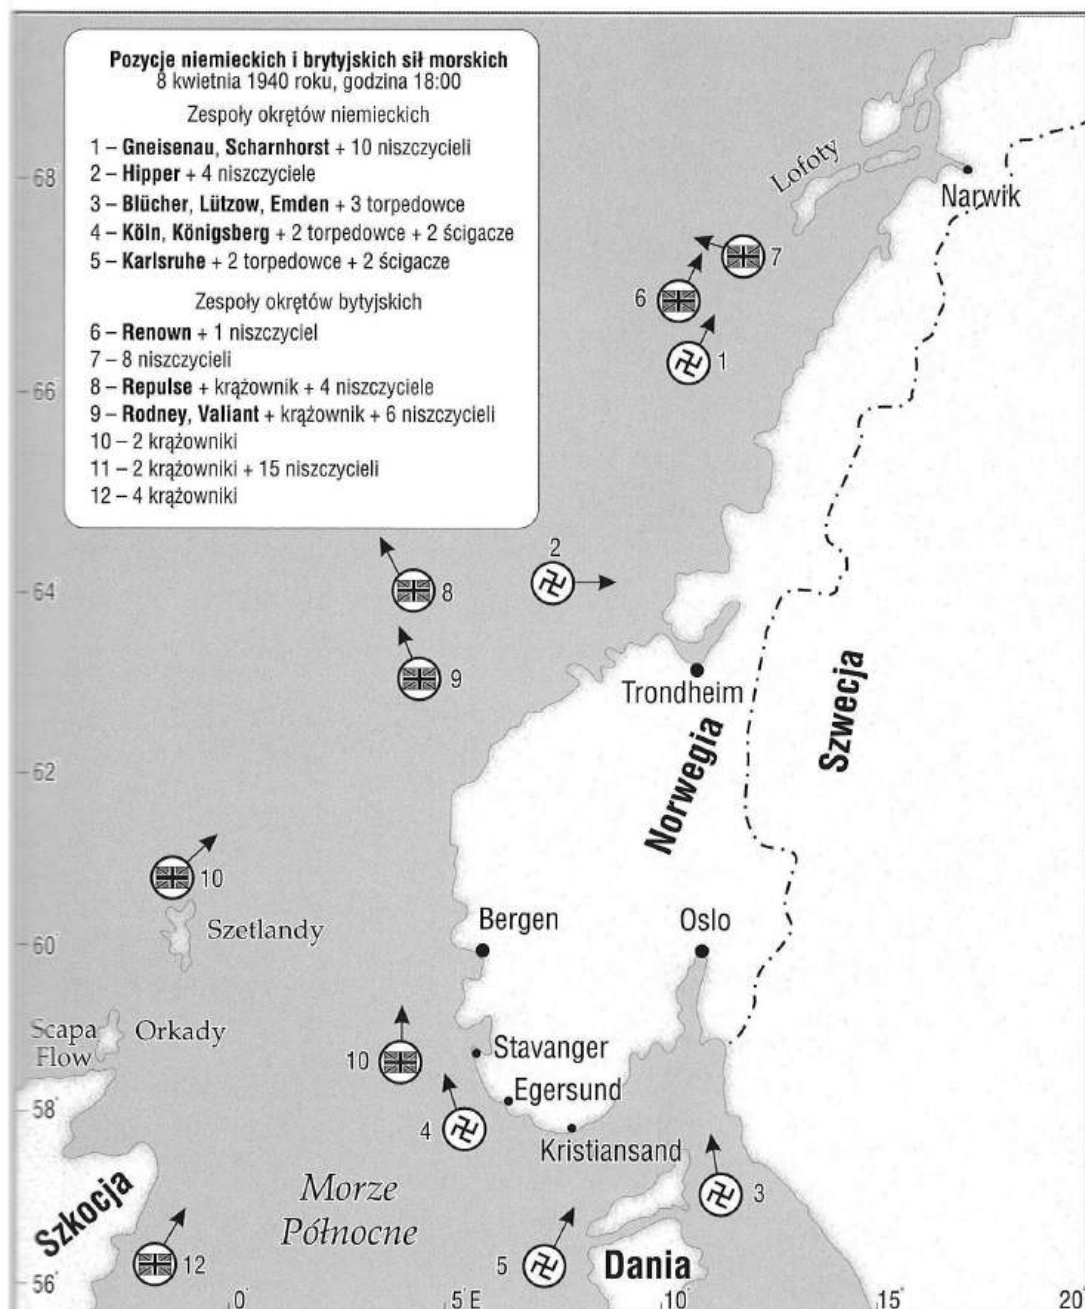 Pozycje niemieckich i brytyjskich sił morskich
8 kwietnia 1940 roku, godzina 18:00
Zespoły okrętów niemieckich
1 – Gneisenau, Scharnhorst + 10 niszczycieli
2 – Hipper + 4 niszczyciele
3 – Blücher, Lützow, Emden + 3 torpedowce
4 – Köln, Königsberg + 2 torpedowce + 2 ścigacze
5 – Karlsruhe + 2 torpedowce + 2 ścigacze
Zespoły okrętów bytyjskich
6 – Renown + 1 niszczyciel
7 – 8 niszczycieli
8 – Repulse + krążownik + 4 niszczyciele
9 – Rodney, Valiant + krążownik + 6 niszczycieli
10 – 2 krążowniki
11 – 2 krążowniki + 15 niszczycieli
12 – 4 krążowniki
Lofoty
68°
Narwik
7
6
1
66°
2
64°
8
9
Trondheim
Szwecja
Norwegia
62°
10
Szetlandy
Bergen
Oslo
60°
Scapa
Flow
Orkady
Stavanger
10
Egersund
58°
4
Kristiansand
Morze
Północne
3
Szkocja
12
5
Dania
56°
0°
5°E
10°
15°
20°